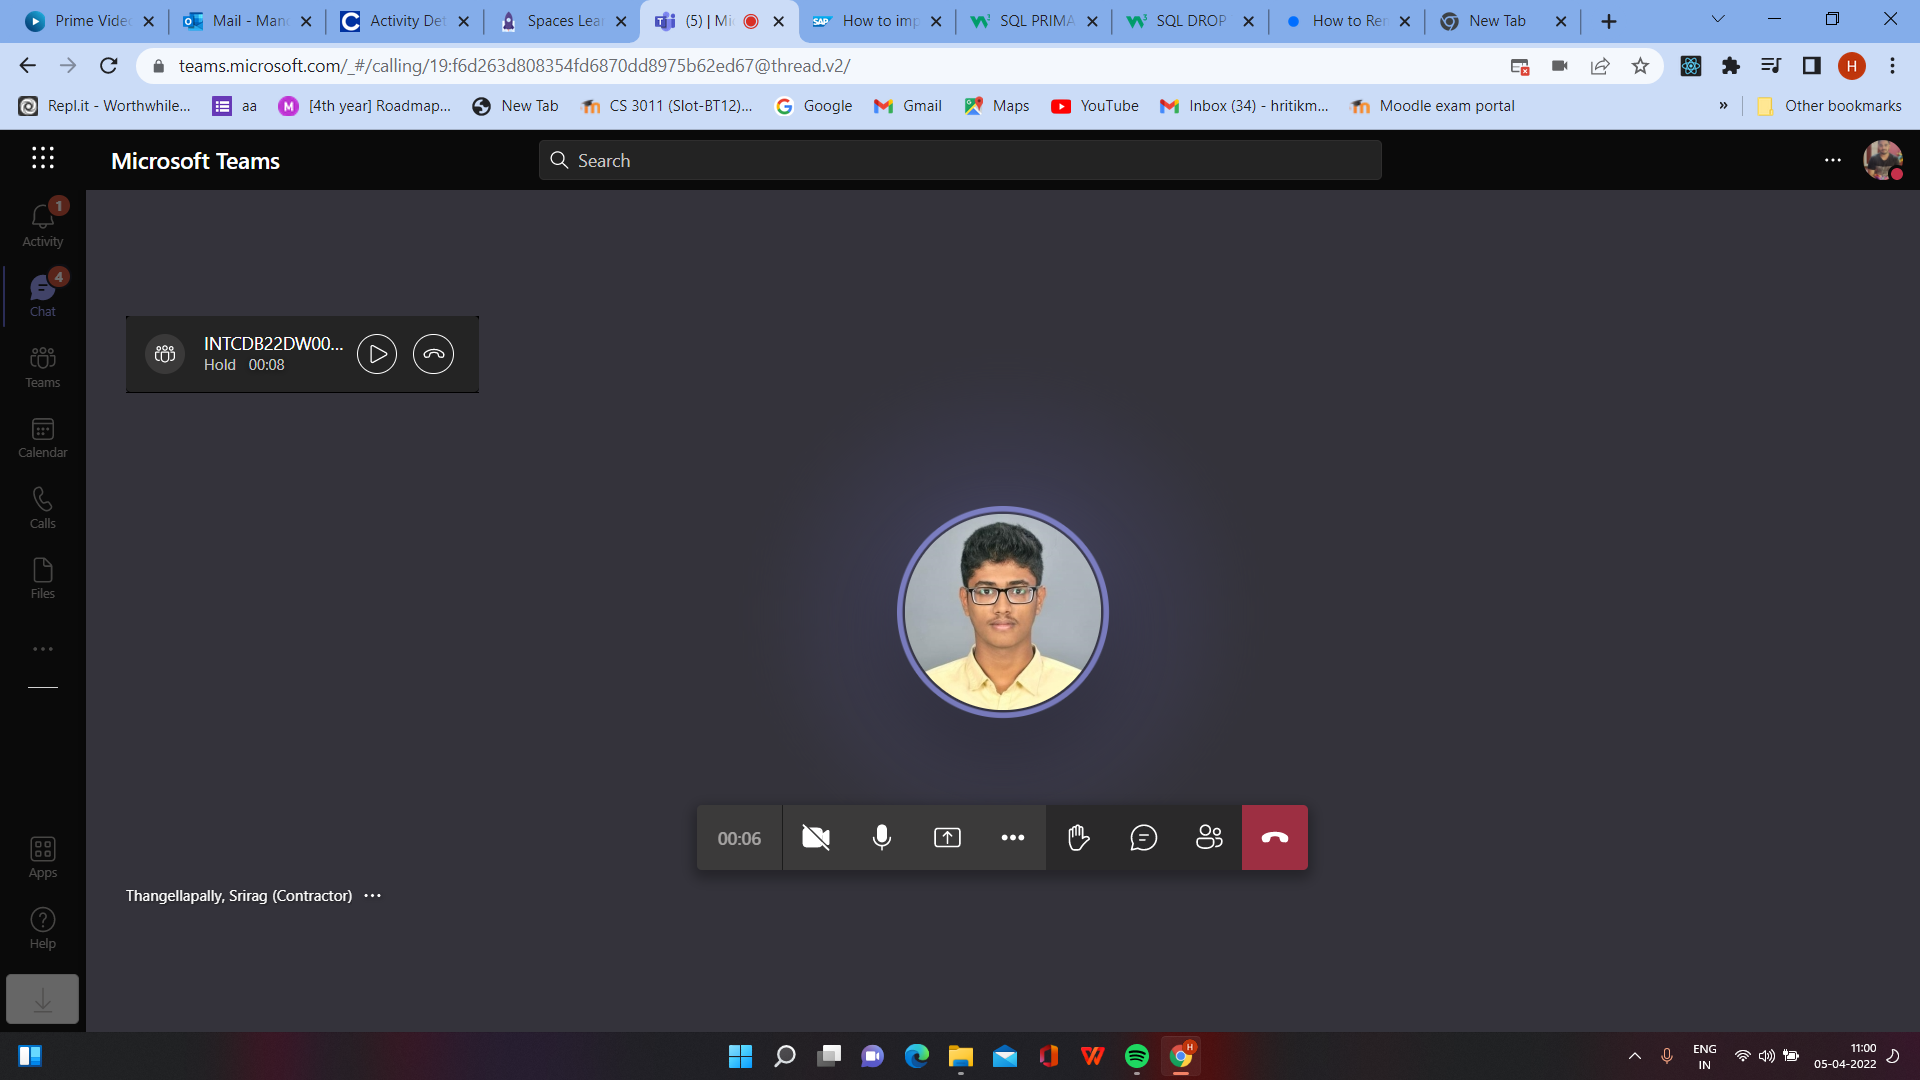 Prime Vide
Mail - Mand
Activity Det
Spaces Lea
(5) | Mi
How to imp
SQL PRIMA
SQL DROP
How to Ren
New Tab
teams.microsoft.com/_#/calling/19:f6d263d808354fd6870dd8975b62ed67@thread.v2/
H
Repl.it - Worthwhile...
aa
M
[4th year] Roadmap...
New Tab
CS 3011 (Slot-BT12)...
Google
Gmail
Maps
YouTube
Inbox (34) - hritikm...
Moodle exam portal
»
Other bookmarks
Microsoft Teams
Search
1
Activity
4
Chat
Teams
Calendar
Calls
Files
Apps
Help
INTCDB22DW00...
Hold 00:08
00:06
Thangellapally, Srirag (Contractor)
ENG
IN
11:00
05-04-2022